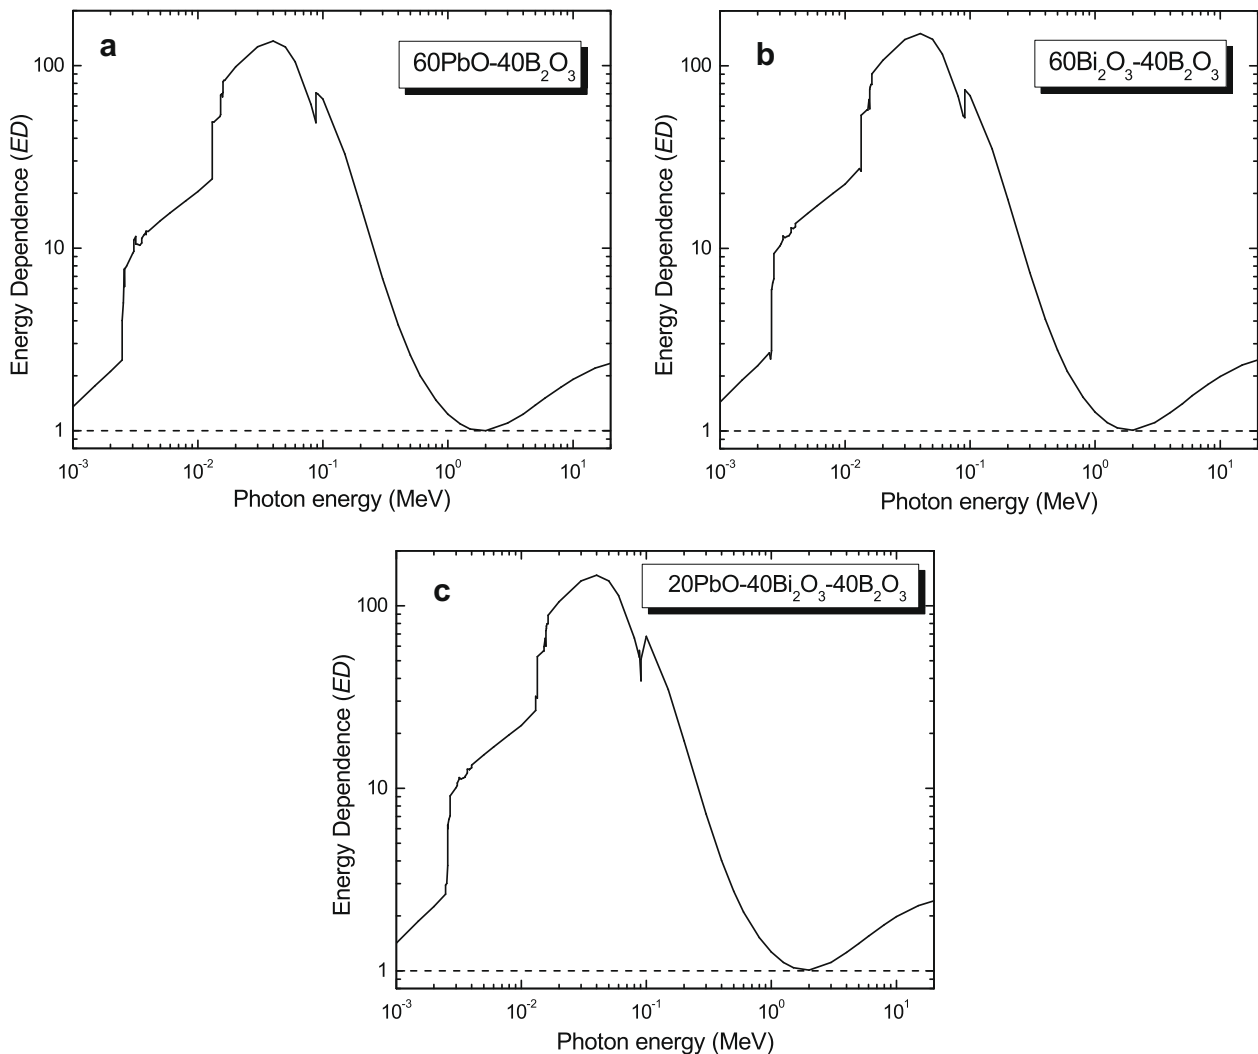 a
60PbO-40B₂O₃
100
10
1
Energy Dependence (ED)
10⁻³ 10⁻² 10⁻¹ 10⁰ 10¹
Photon energy (MeV)
b
60Bi₂O₃-40B₂O₃
100
10
1
Energy Dependence (ED)
10⁻³ 10⁻² 10⁻¹ 10⁰ 10¹
Photon energy (MeV)
c
20PbO-40Bi₂O₃-40B₂O₃
100
10
1
Energy Dependence (ED)
10⁻³ 10⁻² 10⁻¹ 10⁰ 10¹
Photon energy (MeV)